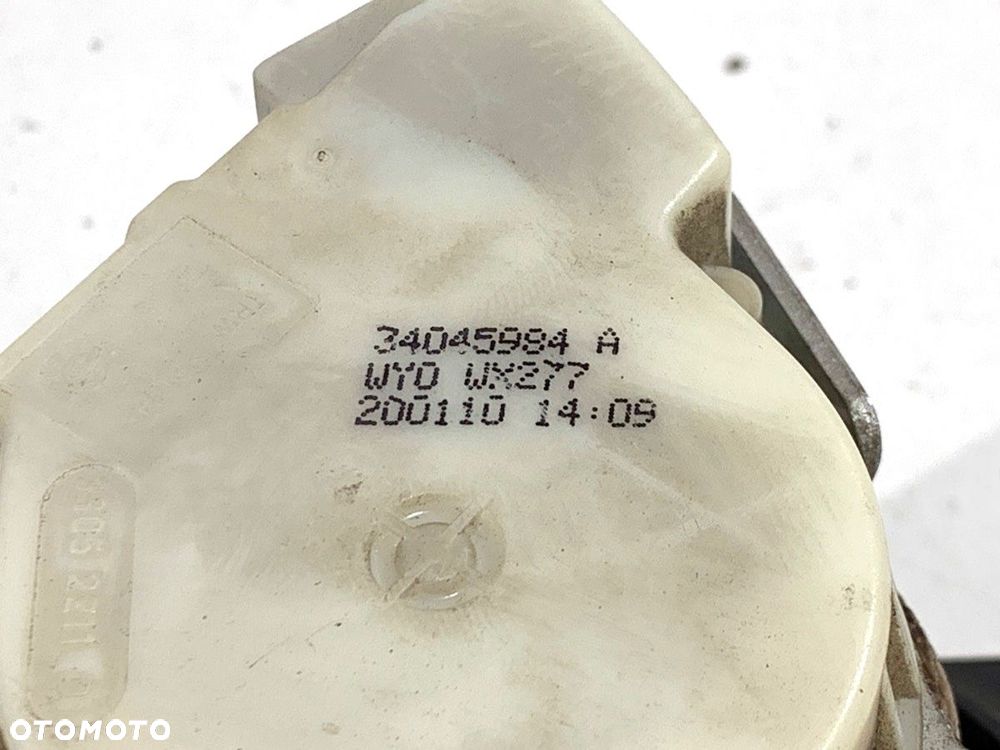 34045984 A
WYO WX277
200110 14:09
OTOMOTO